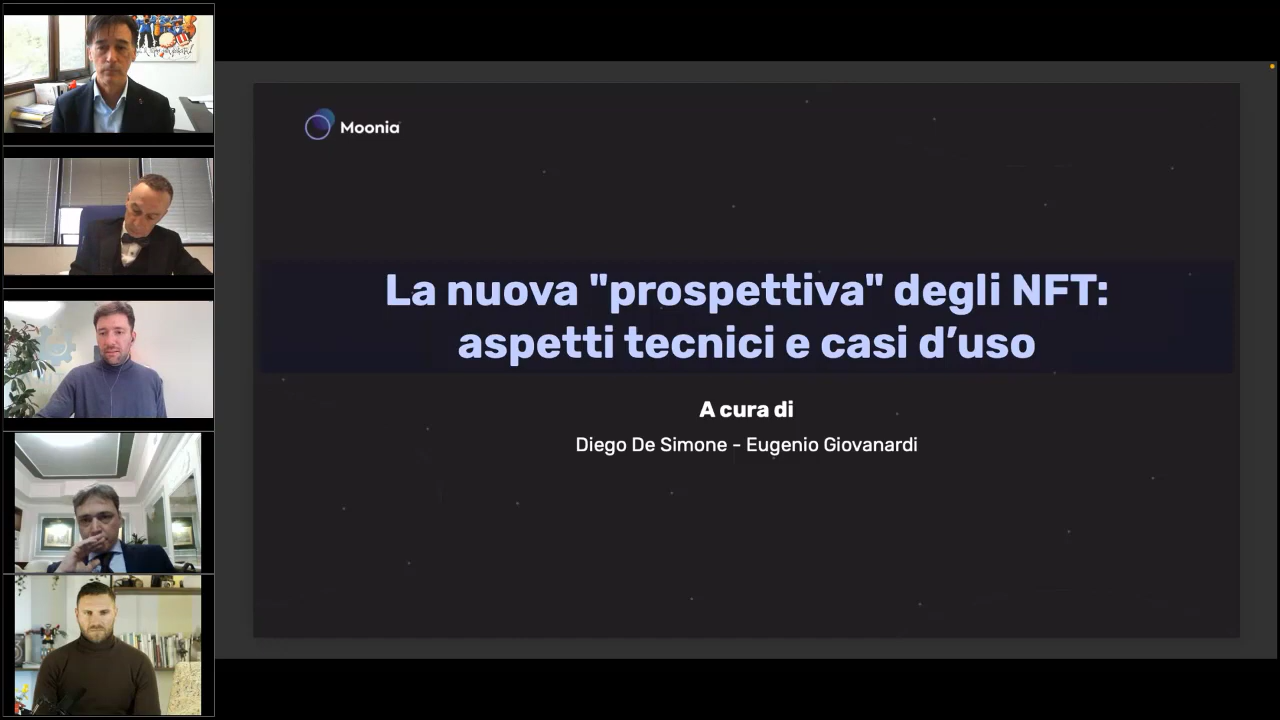 Moonia
La nuova "prospettiva" degli NFT:
aspetti tecnici e casi d’uso
A cura di
Diego De Simone - Eugenio Giovanardi